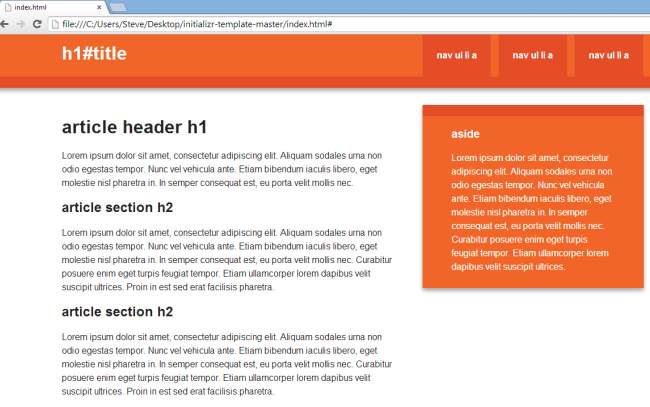 index.html
file:///C:/Users/Steve/Desktop/initializr-template-master/index.html#
h1#title
nav ul li a
nav ul li a
nav ul li a
article header h1
Lorem ipsum dolor sit amet, consectetur adipiscing elit. Aliquam sodales urna non
odio egestas tempor. Nunc vel vehicula ante. Etiam bibendum iaculis libero, eget
molestie nisl pharetra in. In semper consequat est, eu porta velit mollis nec.
article section h2
Lorem ipsum dolor sit amet, consectetur adipiscing elit. Aliquam sodales urna non
odio egestas tempor. Nunc vel vehicula ante. Etiam bibendum iaculis libero, eget
molestie nisl pharetra in. In semper consequat est, eu porta velit mollis nec. Curabitur
posuere enim eget turpis feugiat tempor. Etiam ullamcorper lorem dapibus velit
suscipit ultrices. Proin in est sed erat facilisis pharetra.
article section h2
Lorem ipsum dolor sit amet, consectetur adipiscing elit. Aliquam sodales urna non
odio egestas tempor. Nunc vel vehicula ante. Etiam bibendum iaculis libero, eget
molestie nisl pharetra in. In semper consequat est, eu porta velit mollis nec. Curabitur
posuere enim eget turpis feugiat tempor. Etiam ullamcorper lorem dapibus velit
suscipit ultrices. Proin in est sed erat facilisis pharetra.
aside
Lorem ipsum dolor sit amet,
consectetur adipiscing elit. Aliquam
sodales urna non odio egestas
tempor. Nunc vel vehicula
ante. Etiam bibendum iaculis libero, eget
molestie nisl pharetra in. In semper
consequat est, eu porta velit mollis nec.
Curabitur posuere enim eget turpis
feugiat tempor. Etiam ullamcorper lorem
dapibus velit suscipit ultrices.